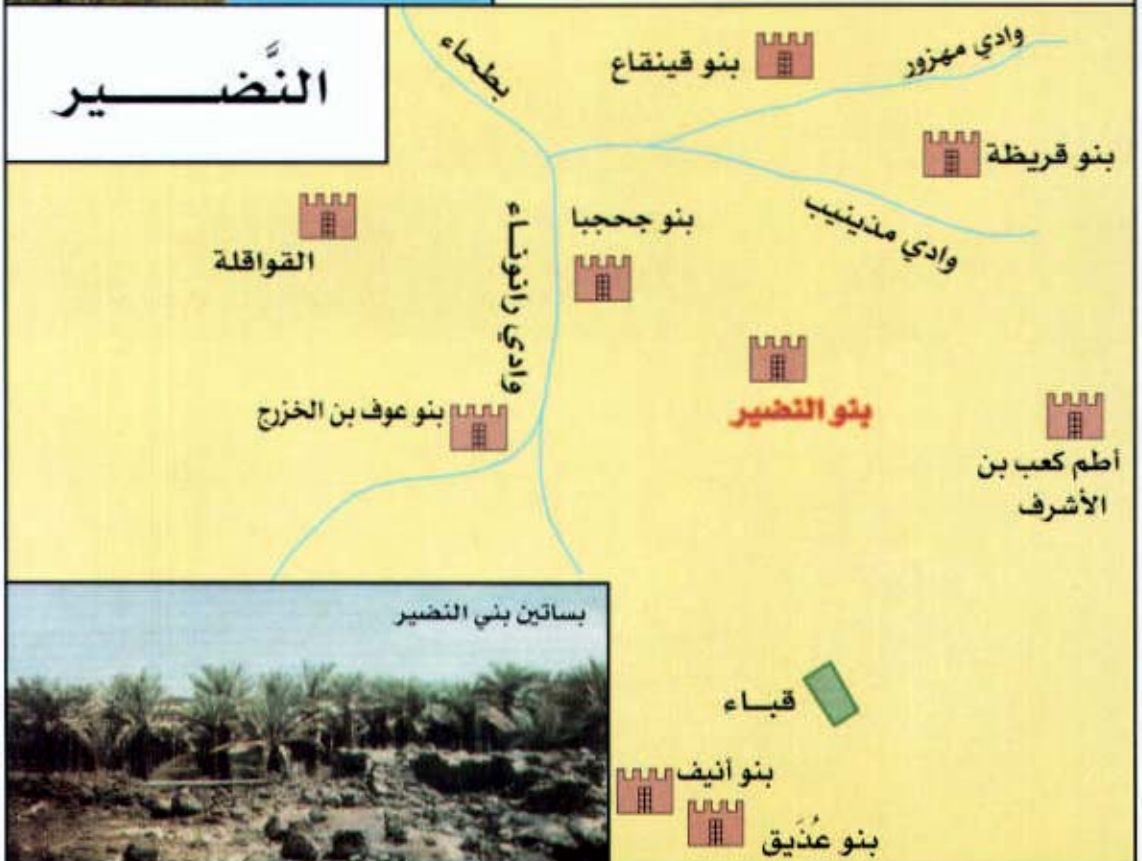 النَّضـــــــير
بطحاء
بنو قينقاع
وادي مهزور
بنو قريظة
وادي مذينيب
بنو جحجبا
القواقلة
وادي رانوناء
بنو النضير
بنو عوف بن الخزرج
أطم كعب بن
الأشرف
بساتين بني النضير
قباء
بنو أنيف
بنو عُذَيق